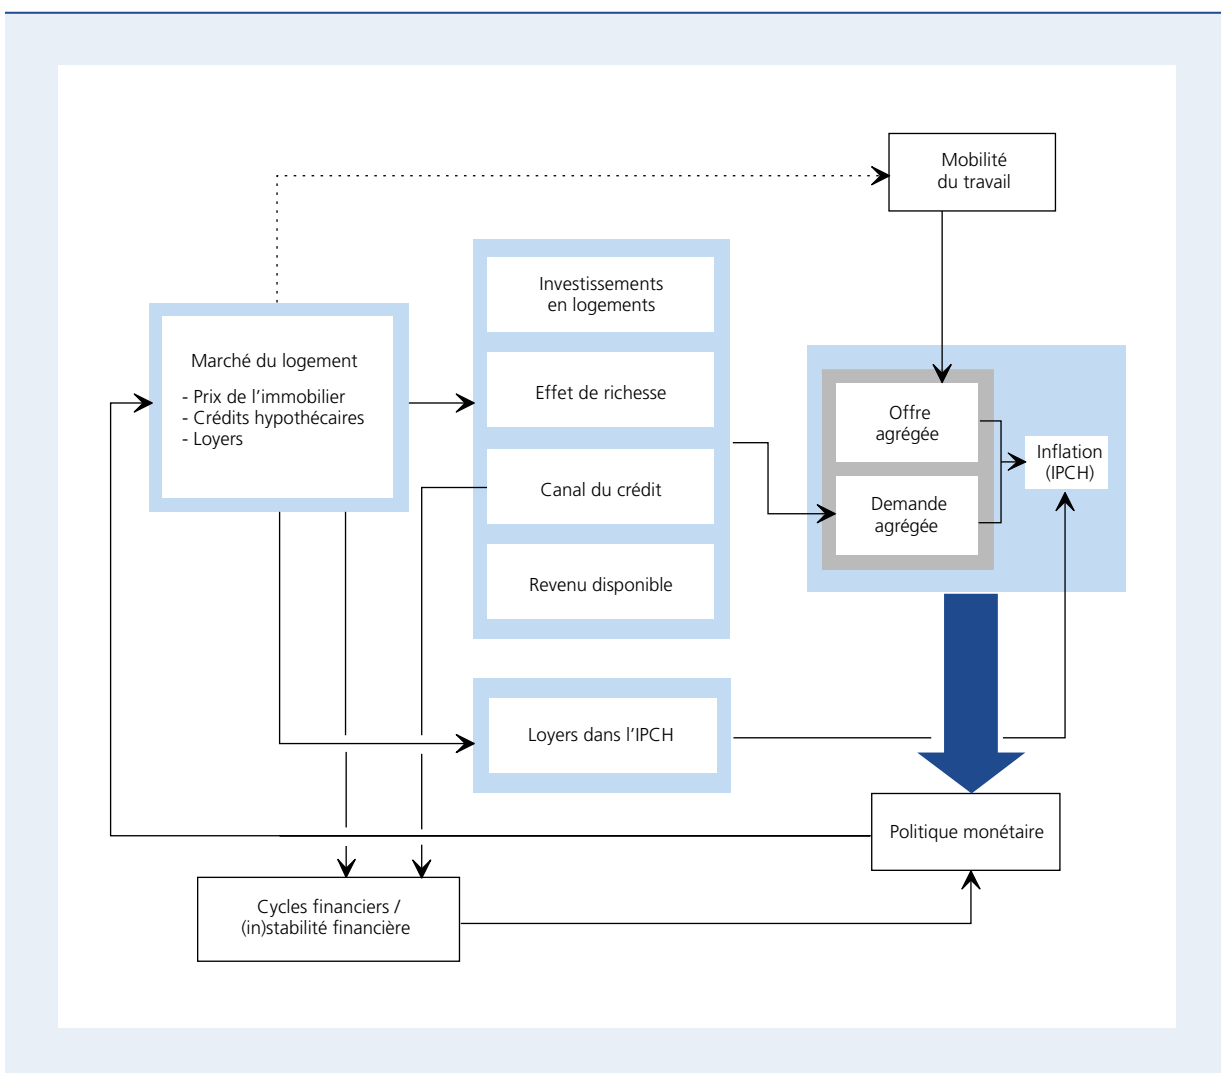 Mobilité
du travail
Investissements
en logements
Marché du logement
- Prix de l’immobilier
- Crédits hypothécaires
- Loyers
Effet de richesse
Canal du crédit
Revenu disponible
Offre
agrégée
Demande
agrégée
Inflation
(IPCH)
Loyers dans l’IPCH
Politique monétaire
Cycles financiers /
(in)stabilité financière